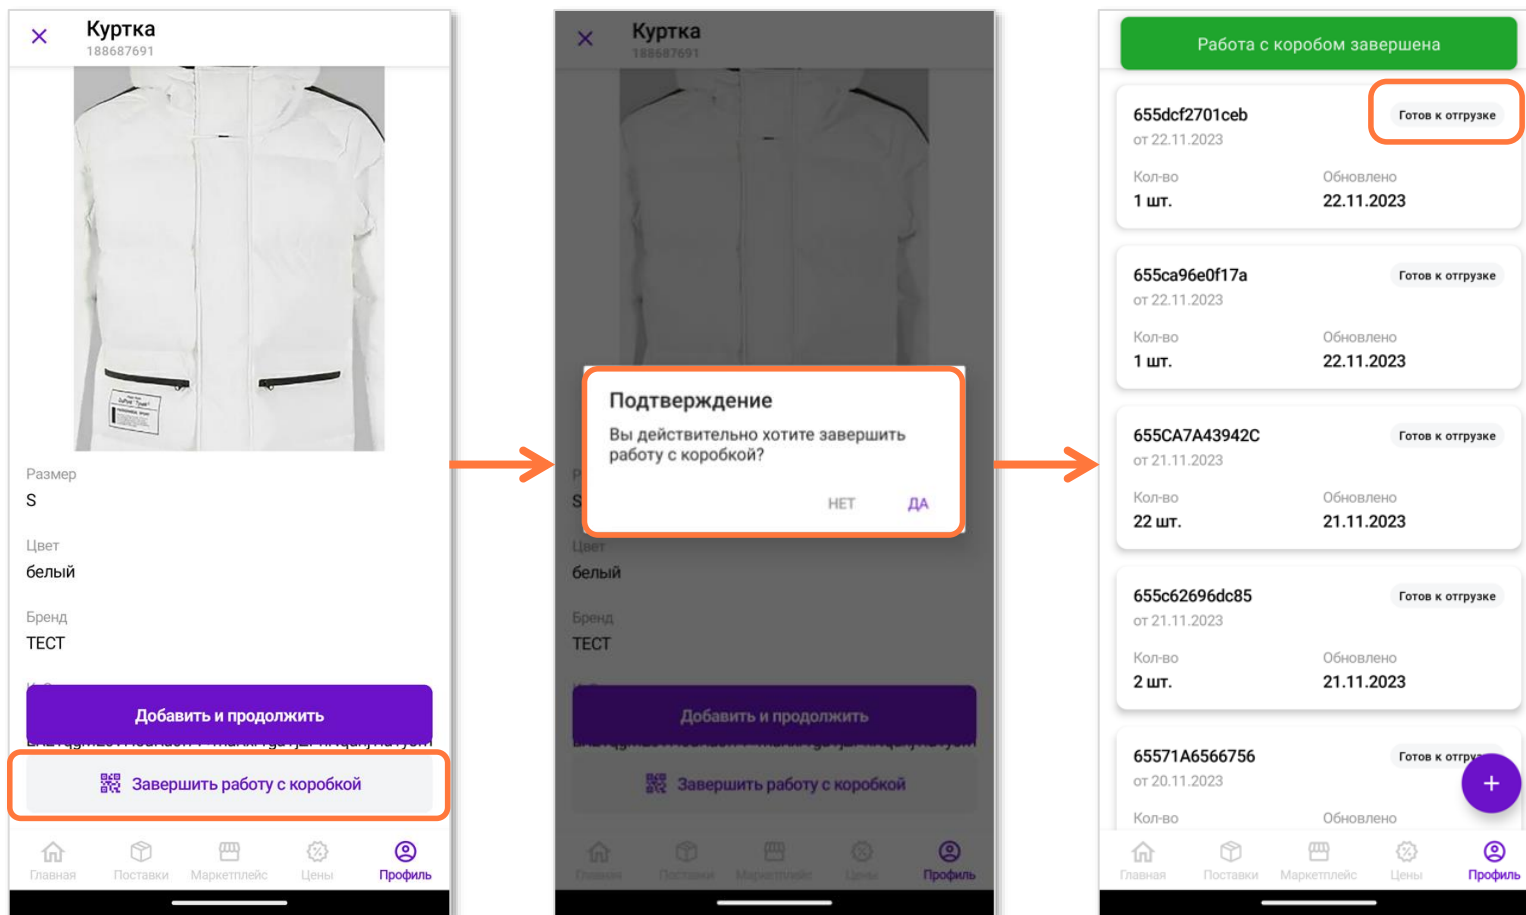 Куртка
188687691
Размер
S
Цвет
белый
Бренд
ТЕСТ
Добавить и продолжить
Завершить работу с коробкой
Главная
Поставки
Маркетплейс
Цены
Профиль
Куртка
188687691
Подтверждение
Вы действительно хотите завершить
работу с коробкой?
НЕТ
ДА
S
Цвет
белый
Бренд
ТЕСТ
Добавить и продолжить
Завершить работу с коробкой
Главная
Поставки
Маркетплейс
Цены
Профиль
Работа с коробом завершена
655dcf2701ceb
Готов к отгрузке
от 22.11.2023
Кол-во
Обновлено
1 шт.
22.11.2023
655ca96e0f17a
Готов к отгрузке
от 22.11.2023
Кол-во
Обновлено
1 шт.
22.11.2023
655CA7A43942C
Готов к отгрузке
от 21.11.2023
Кол-во
Обновлено
22 шт.
21.11.2023
655c62696dc85
Готов к отгрузке
от 21.11.2023
Кол-во
Обновлено
2 шт.
21.11.2023
65571A6566756
Готов к отгру
от 20.11.2023
Кол-во
Обновлено
Главная
Поставки
Маркетплейс
Цены
Профиль